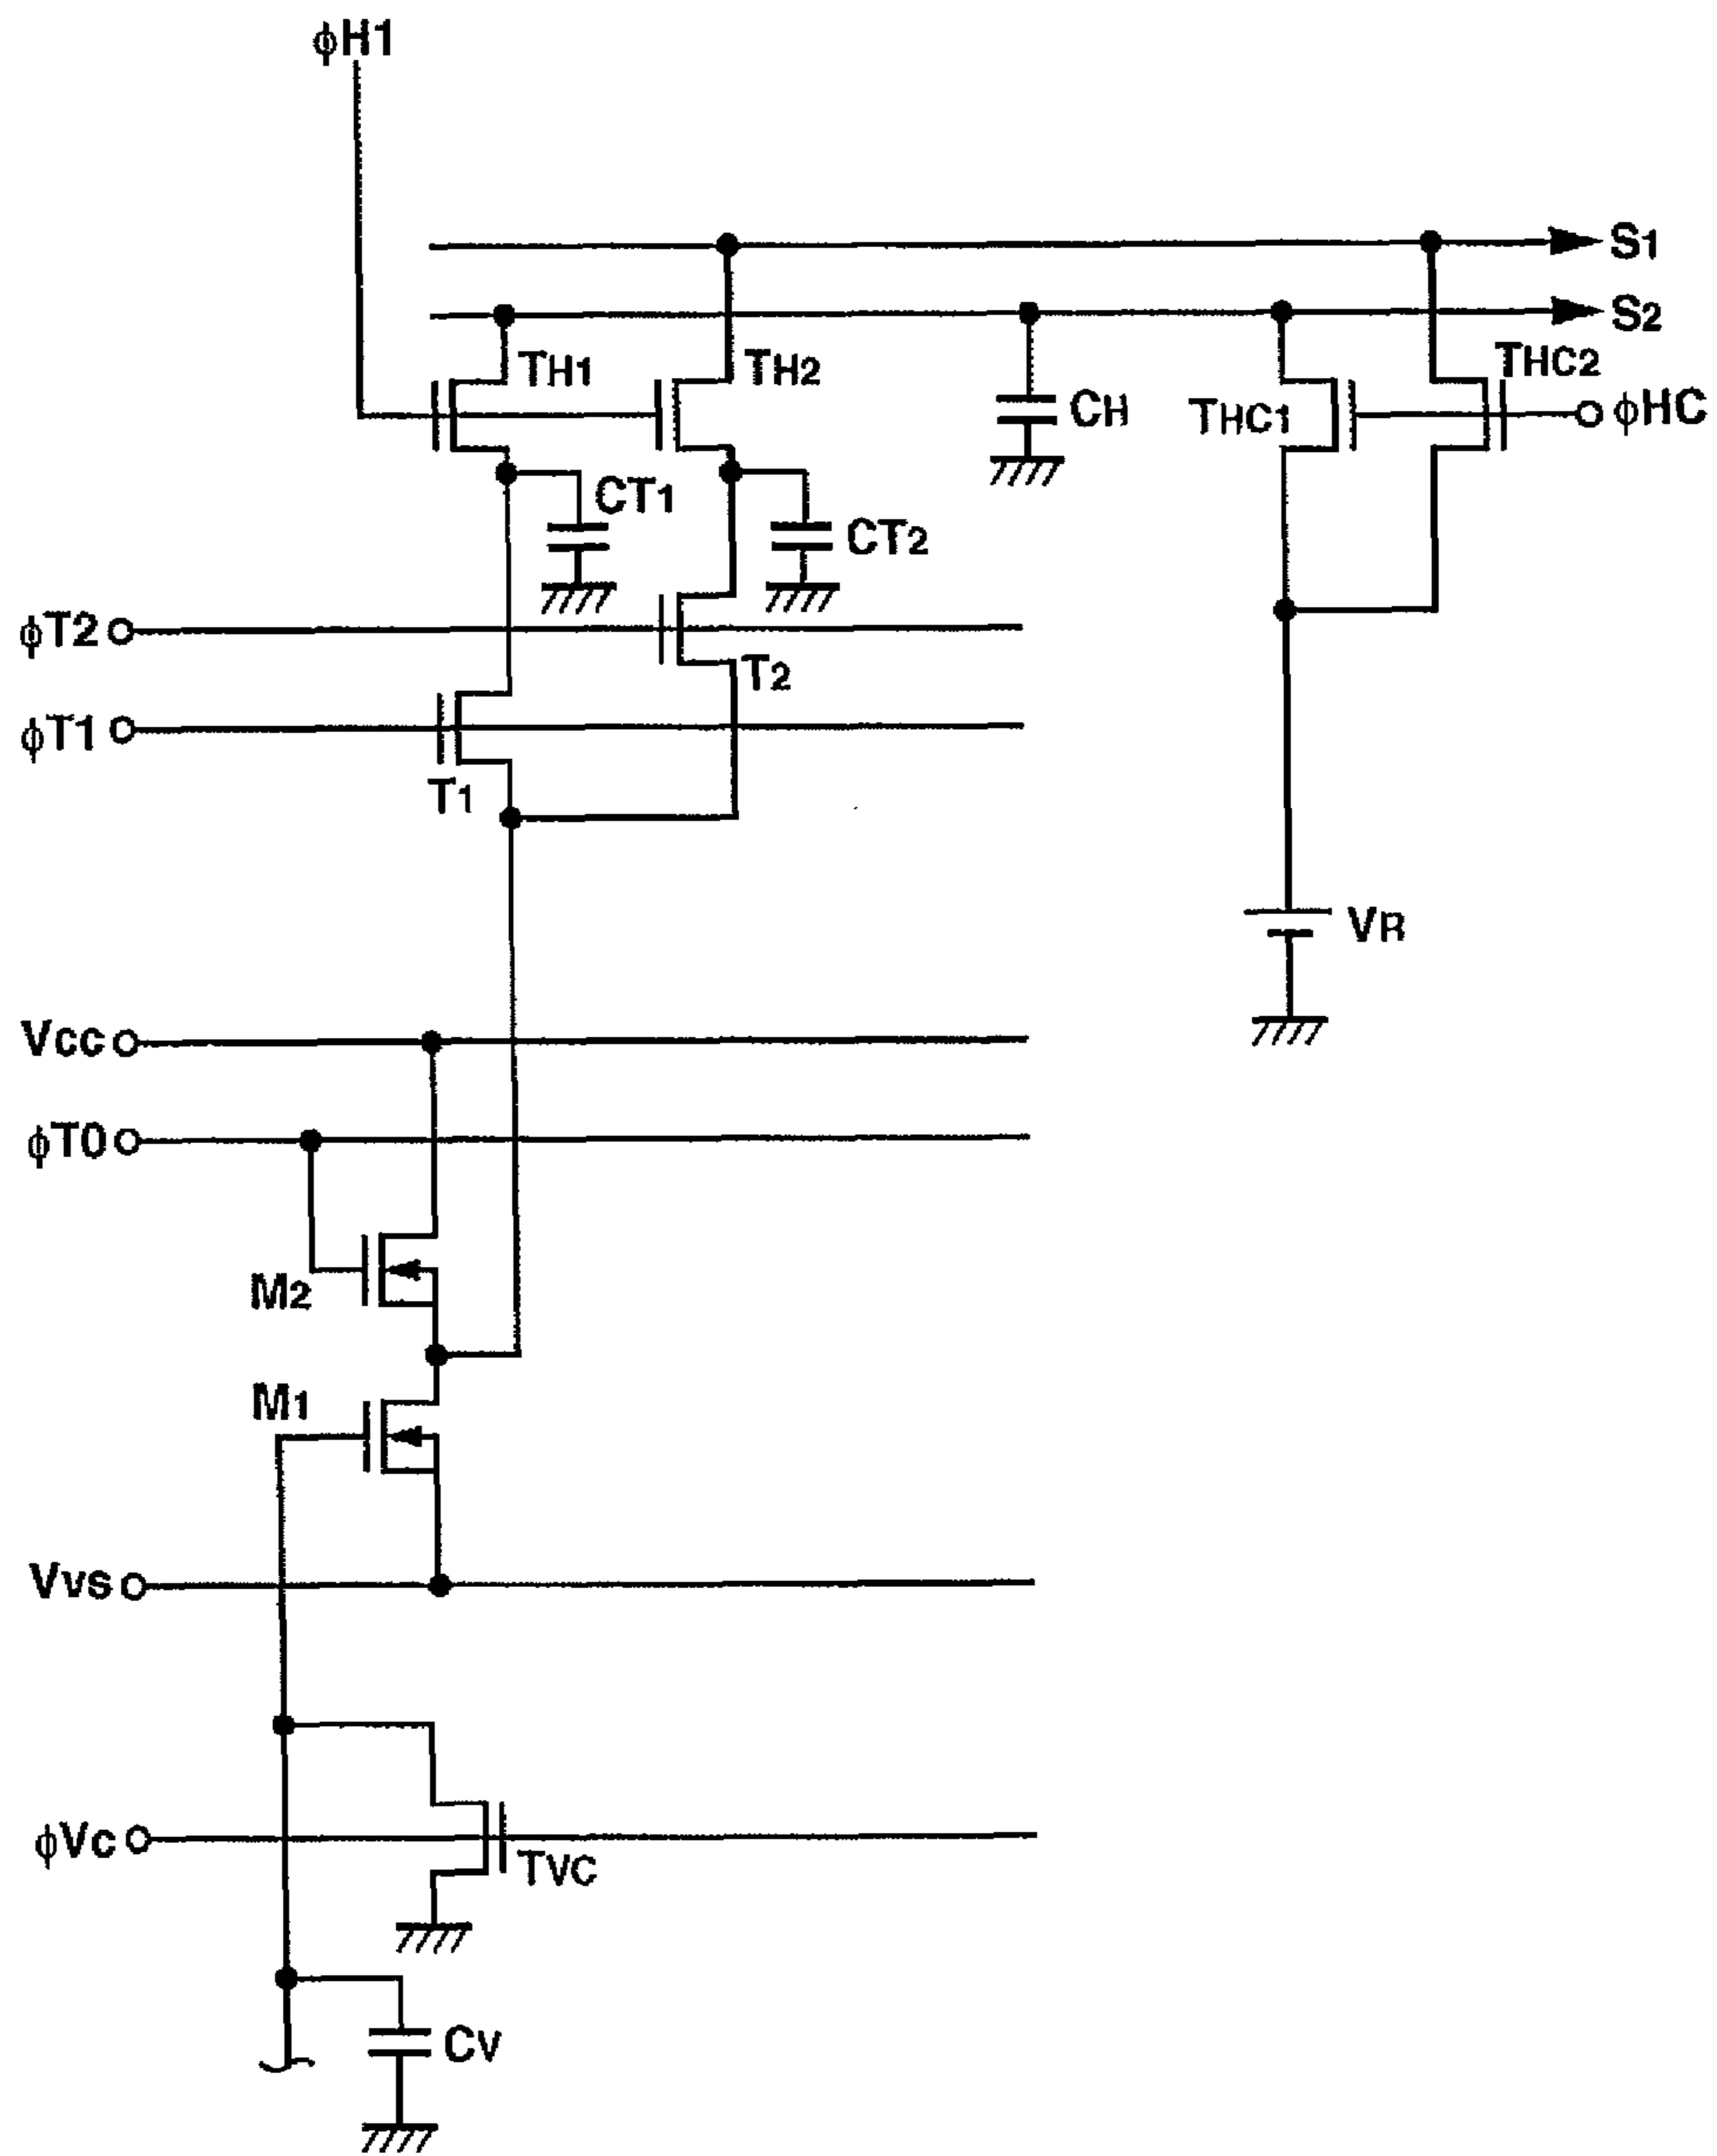 ϕH1
S1
S2
TH1
TH2
THC2
CH
THC1
ϕHC
CT1
CT2
ϕT2
T2
ϕT1
T1
VR
Vcc
ϕT0
M2
M1
Vvs
ϕVc
TVC
CV